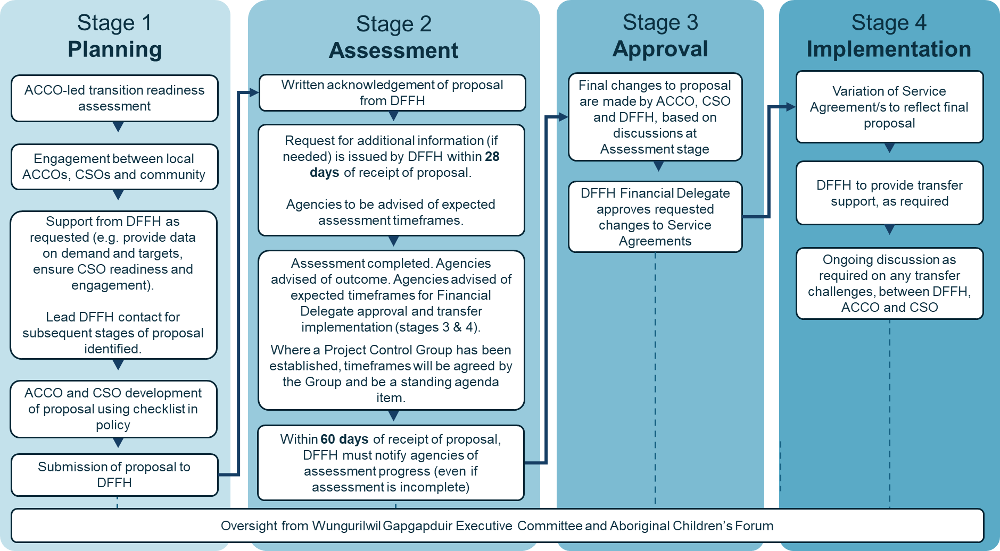 Stage 1
Planning
ACCO-led transition readiness
assessment
Engagement between local
ACCOs, CSOs and community
Support from DFFH as
requested (e.g. provide data
on demand and targets,
ensure CSO readiness and
engagement).
Lead DFFH contact for
subsequent stages of proposal
identified.
ACCO and CSO development
of proposal using checklist in
policy
Submission of proposal to
DFFH
Stage 2
Assessment
Written acknowledgement of proposal
from DFFH
Request for additional information (if
needed) is issued by DFFH within 28
days of receipt of proposal.
Agencies to be advised of expected
assessment timeframes.
Assessment completed. Agencies
advised of outcome. Agencies advised of
expected timeframes for Financial
Delegate approval and transfer
implementation (stages 3 & 4).
Where a Project Control Group has been
established, timeframes will be agreed by
the Group and be a standing agenda
item.
Within 60 days of receipt of proposal,
DFFH must notify agencies of
assessment progress (even if
assessment is incomplete)
Stage 3
Approval
Final changes to proposal
are made by ACCO, CSO
and DFFH, based on
discussions at
Assessment stage
DFFH Financial Delegate
approves requested
changes to Service
Agreements
Stage 4
Implementation
Variation of Service
Agreement/s to reflect final
proposal
DFFH to provide transfer
support, as required
Ongoing discussion as
required on any transfer
challenges, between DFFH,
ACCO and CSO
Oversight from Wungurilwil Gapgapduir Executive Committee and Aboriginal Children’s Forum